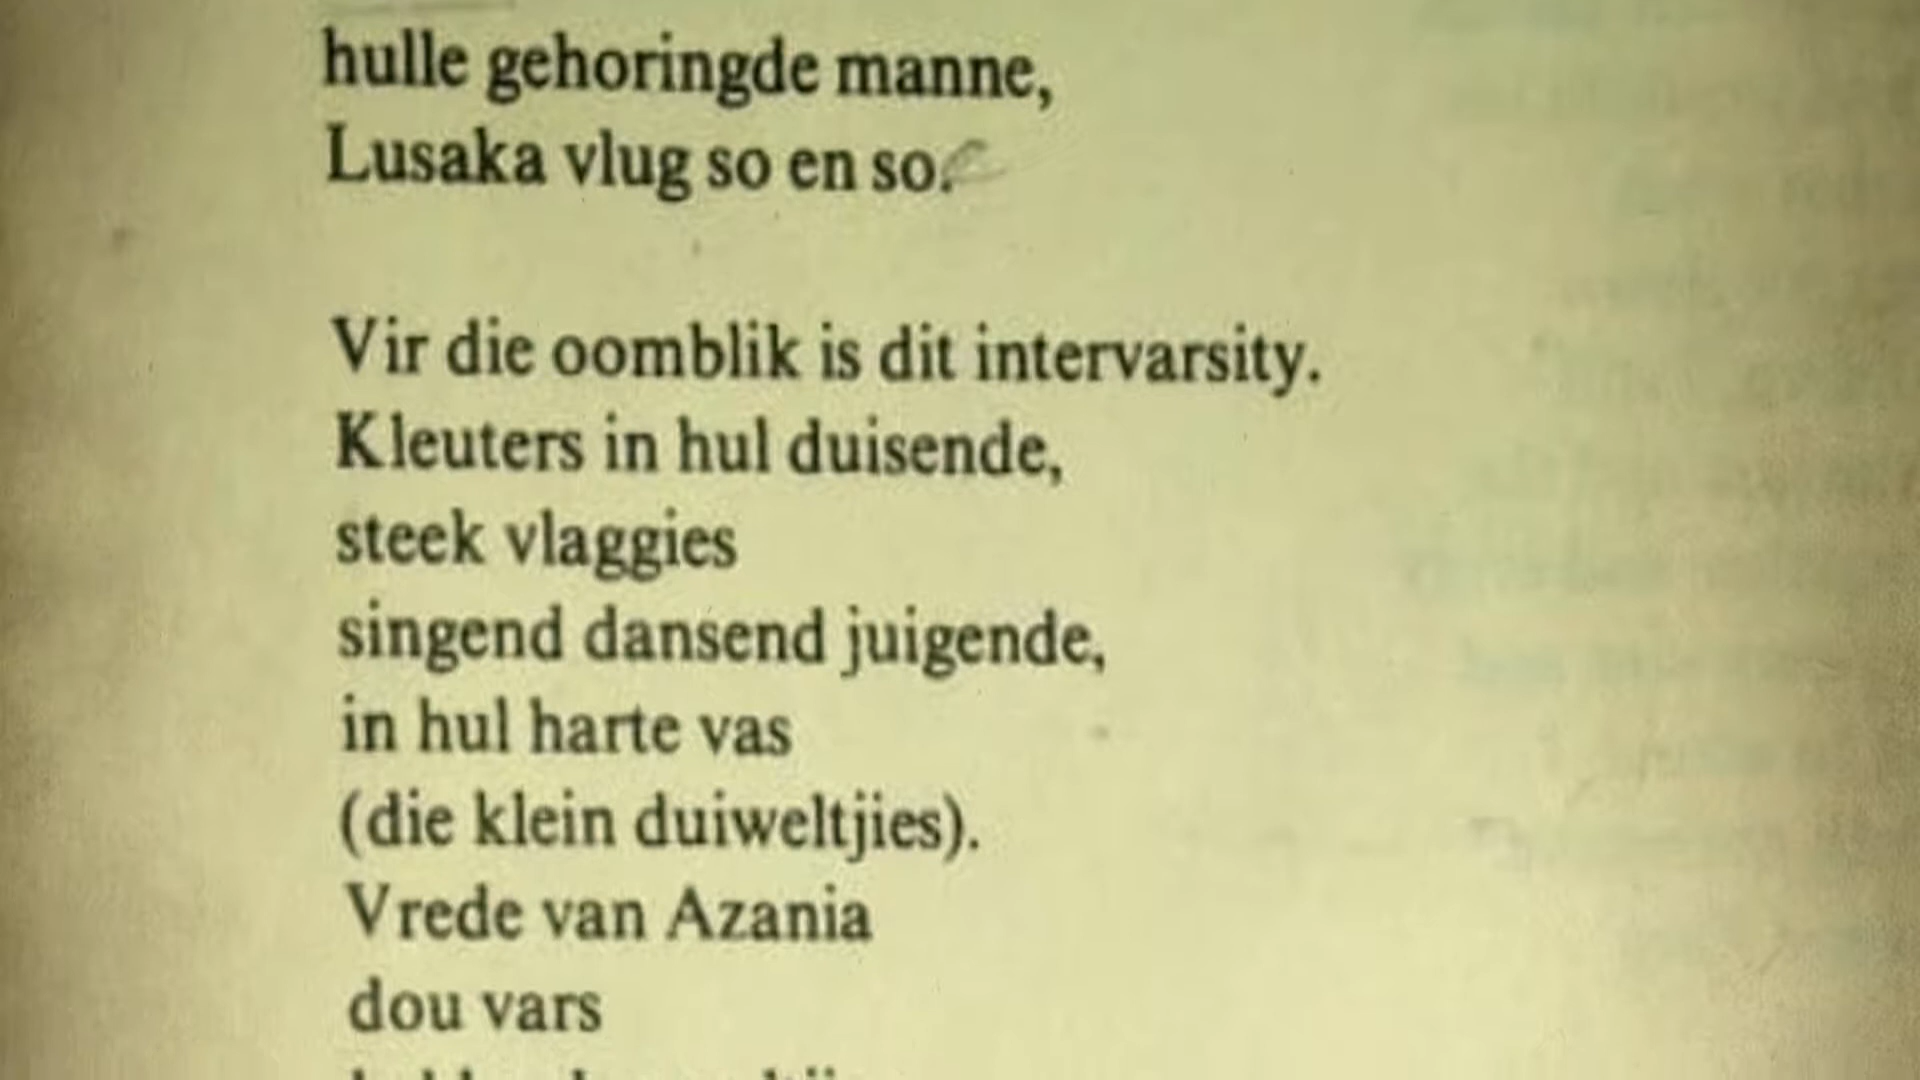 hulle gehoringde manne,
Lusaka vlug so en so.
Vir die oomblik is dit intervarsity.
Kleuters in hul duisende,
steek vlaggies
singend dansend juigende,
in hul harte vas
(die klein duiweltjies).
Vrede van Azania
dou vars